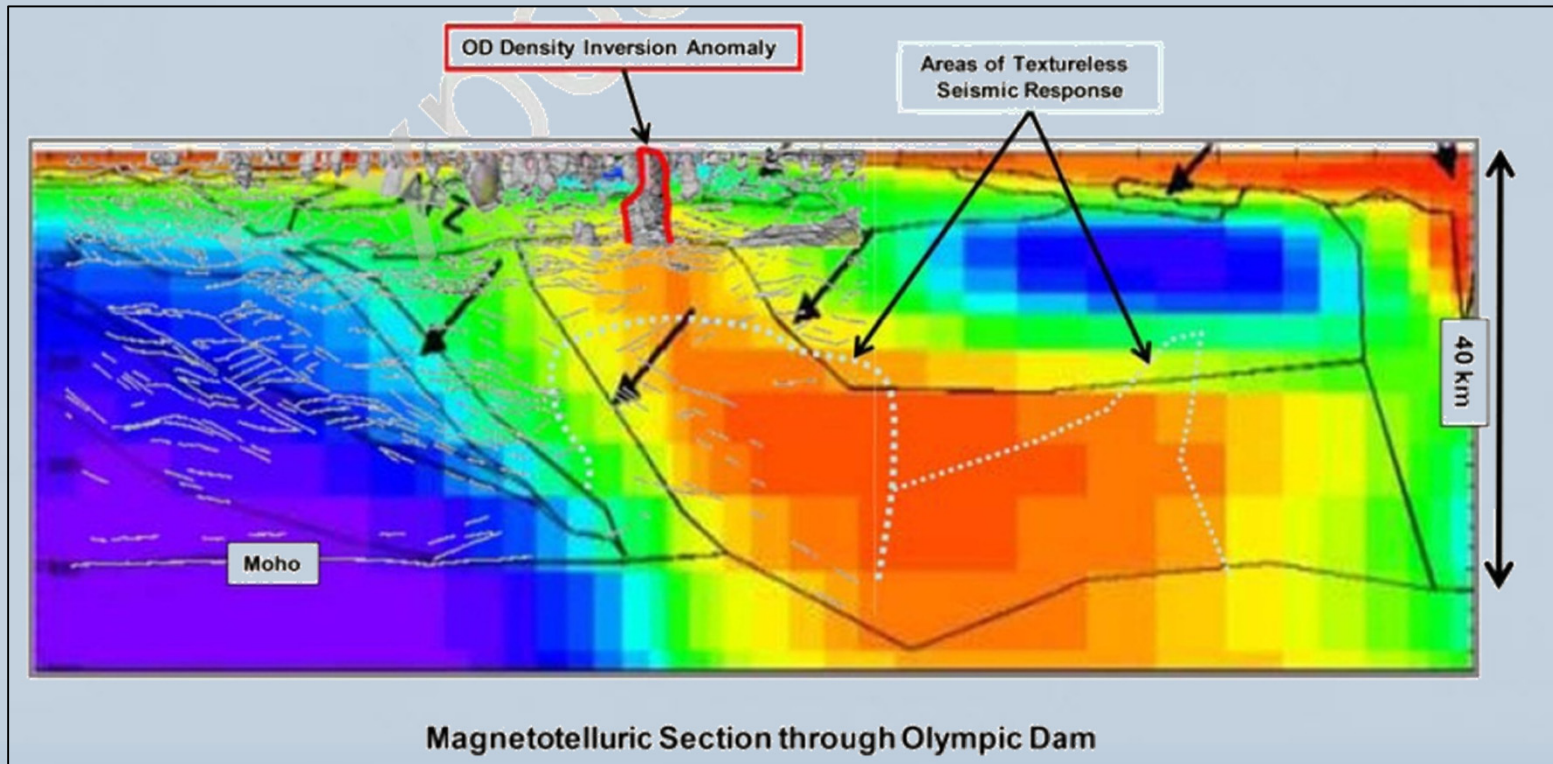 OD Density Inversion Anomaly
Areas of Textureless
Seismic Response
40 km
Moho
Magnetotelluric Section through Olympic Dam